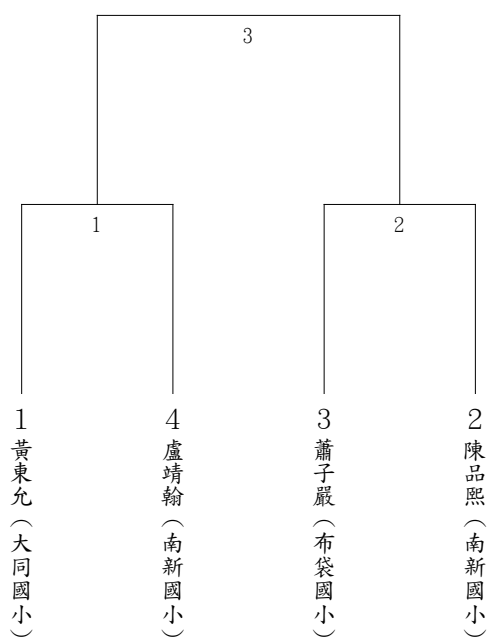 3
1
2
1 黃東允(大同國小)
4 盧靖翰(南新國小)
3 蕭子嚴(布袋國小)
2 陳品熙(南新國小)